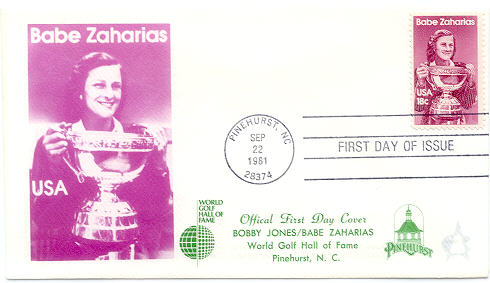 Babe Zaharias
USA
Babe Zaharias
USA
18c
PINEHURST, NC
SEP
22
1981
28374
FIRST DAY OF ISSUE
WORLD
GOLF
HALL OF
FAME
Offical First Day Cover
BOBBY JONES/BABE ZAHARIAS
World Golf Hall of Fame
Pinehurst, N. C.
PINEHURST